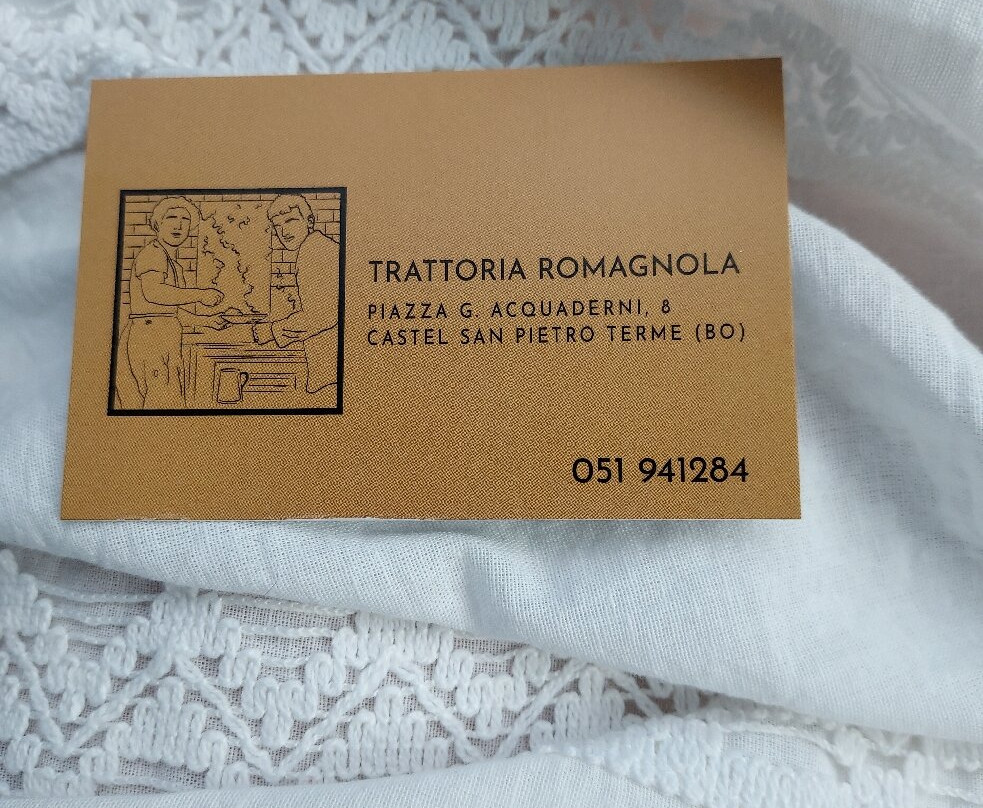 TRATTORIA ROMAGNOLA
PIAZZA G. ACQUADERNI, 8
CASTEL SAN PIETRO TERME (BO)
051 941284